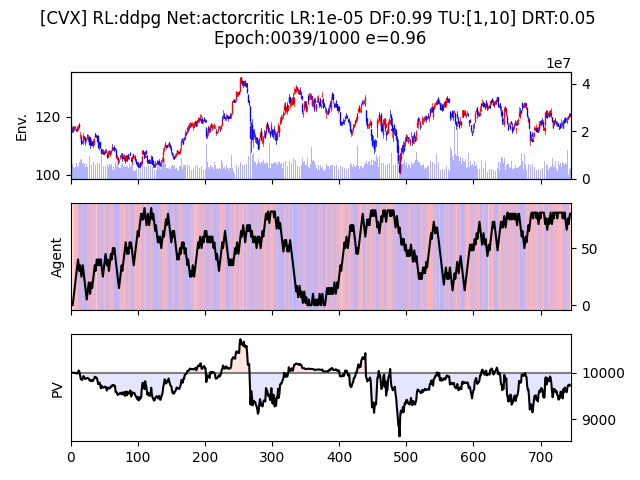 [CVX] RL:ddpg Net:actorcritic LR:1e-05 DF:0.99 TU:[1,10] DRT:0.05
Epoch:0039/1000 e=0.96
1e7
Env.
120
100
4
2
0
Agent
50
0
PV
10000
9000
0 100 200 300 400 500 600 700